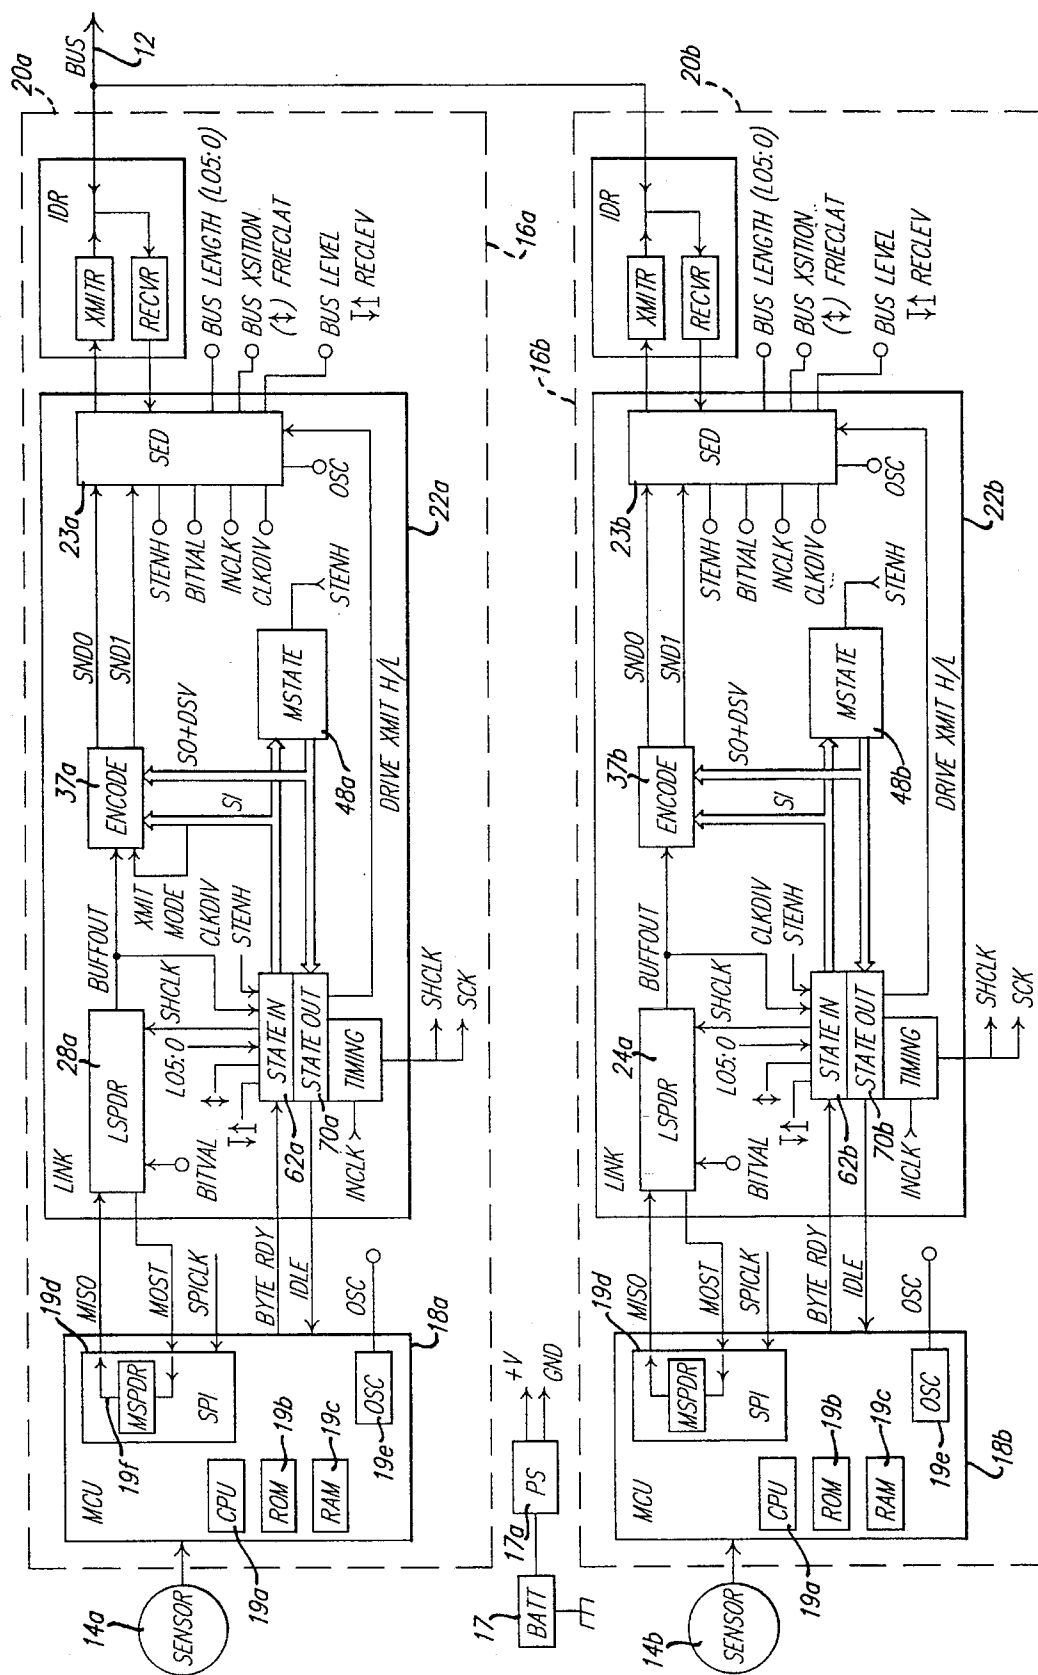 20a
BUS
12
IDR
XMITR
RECVR
BUS LENGTH (LO5:0)
BUS XSITION
(↕) FRIECLAT
BUS LEVEL
↓↑ RECLEV
16a
23a
SED
OSC
STENH
BITVAL
INCLK
CLKDIV
22a
SND0
SND1
37a
ENCODE
SO+DSV
SI
MSTATE
STENH
48a
DRIVE XMIT H/L
XMIT
MODE
BUFFOUT
CLKDIV
STENH
SHCLK
LO5:0
↕
↓↑
28a
LSPDR
LINK
BITVAL
STATE IN
STATE OUT
TIMING
62a
70a
INCLK
SHCLK
SCK
MISO
MOST
SPICLK
BYTE RDY
IDLE
OSC
19d
18a
MSPDR
SPI
19f
MCU
CPU
ROM
RAM
OSC
19a
19b
19c
19e
14a
SENSOR
17
BATT
17a
PS
+V
GND
20b
IDR
XMITR
RECVR
BUS LENGTH (LO5:0)
BUS XSITION
(↕) FRIECLAT
BUS LEVEL
↓↑ RECLEV
16b
23b
SED
OSC
STENH
BITVAL
INCLK
CLKDIV
22b
SND0
SND1
37b
ENCODE
SO+DSV
SI
MSTATE
STENH
48b
DRIVE XMIT H/L
BUFFOUT
CLKDIV
STENH
SHCLK
LO5:0
↕
↓↑
24a
LSPDR
LINK
BITVAL
STATE IN
STATE OUT
TIMING
62b
70b
INCLK
SHCLK
SCK
MISO
MOST
SPICLK
BYTE RDY
IDLE
OSC
19d
18b
MSPDR
SPI
MCU
CPU
ROM
RAM
OSC
19a
19b
19c
19e
14b
SENSOR